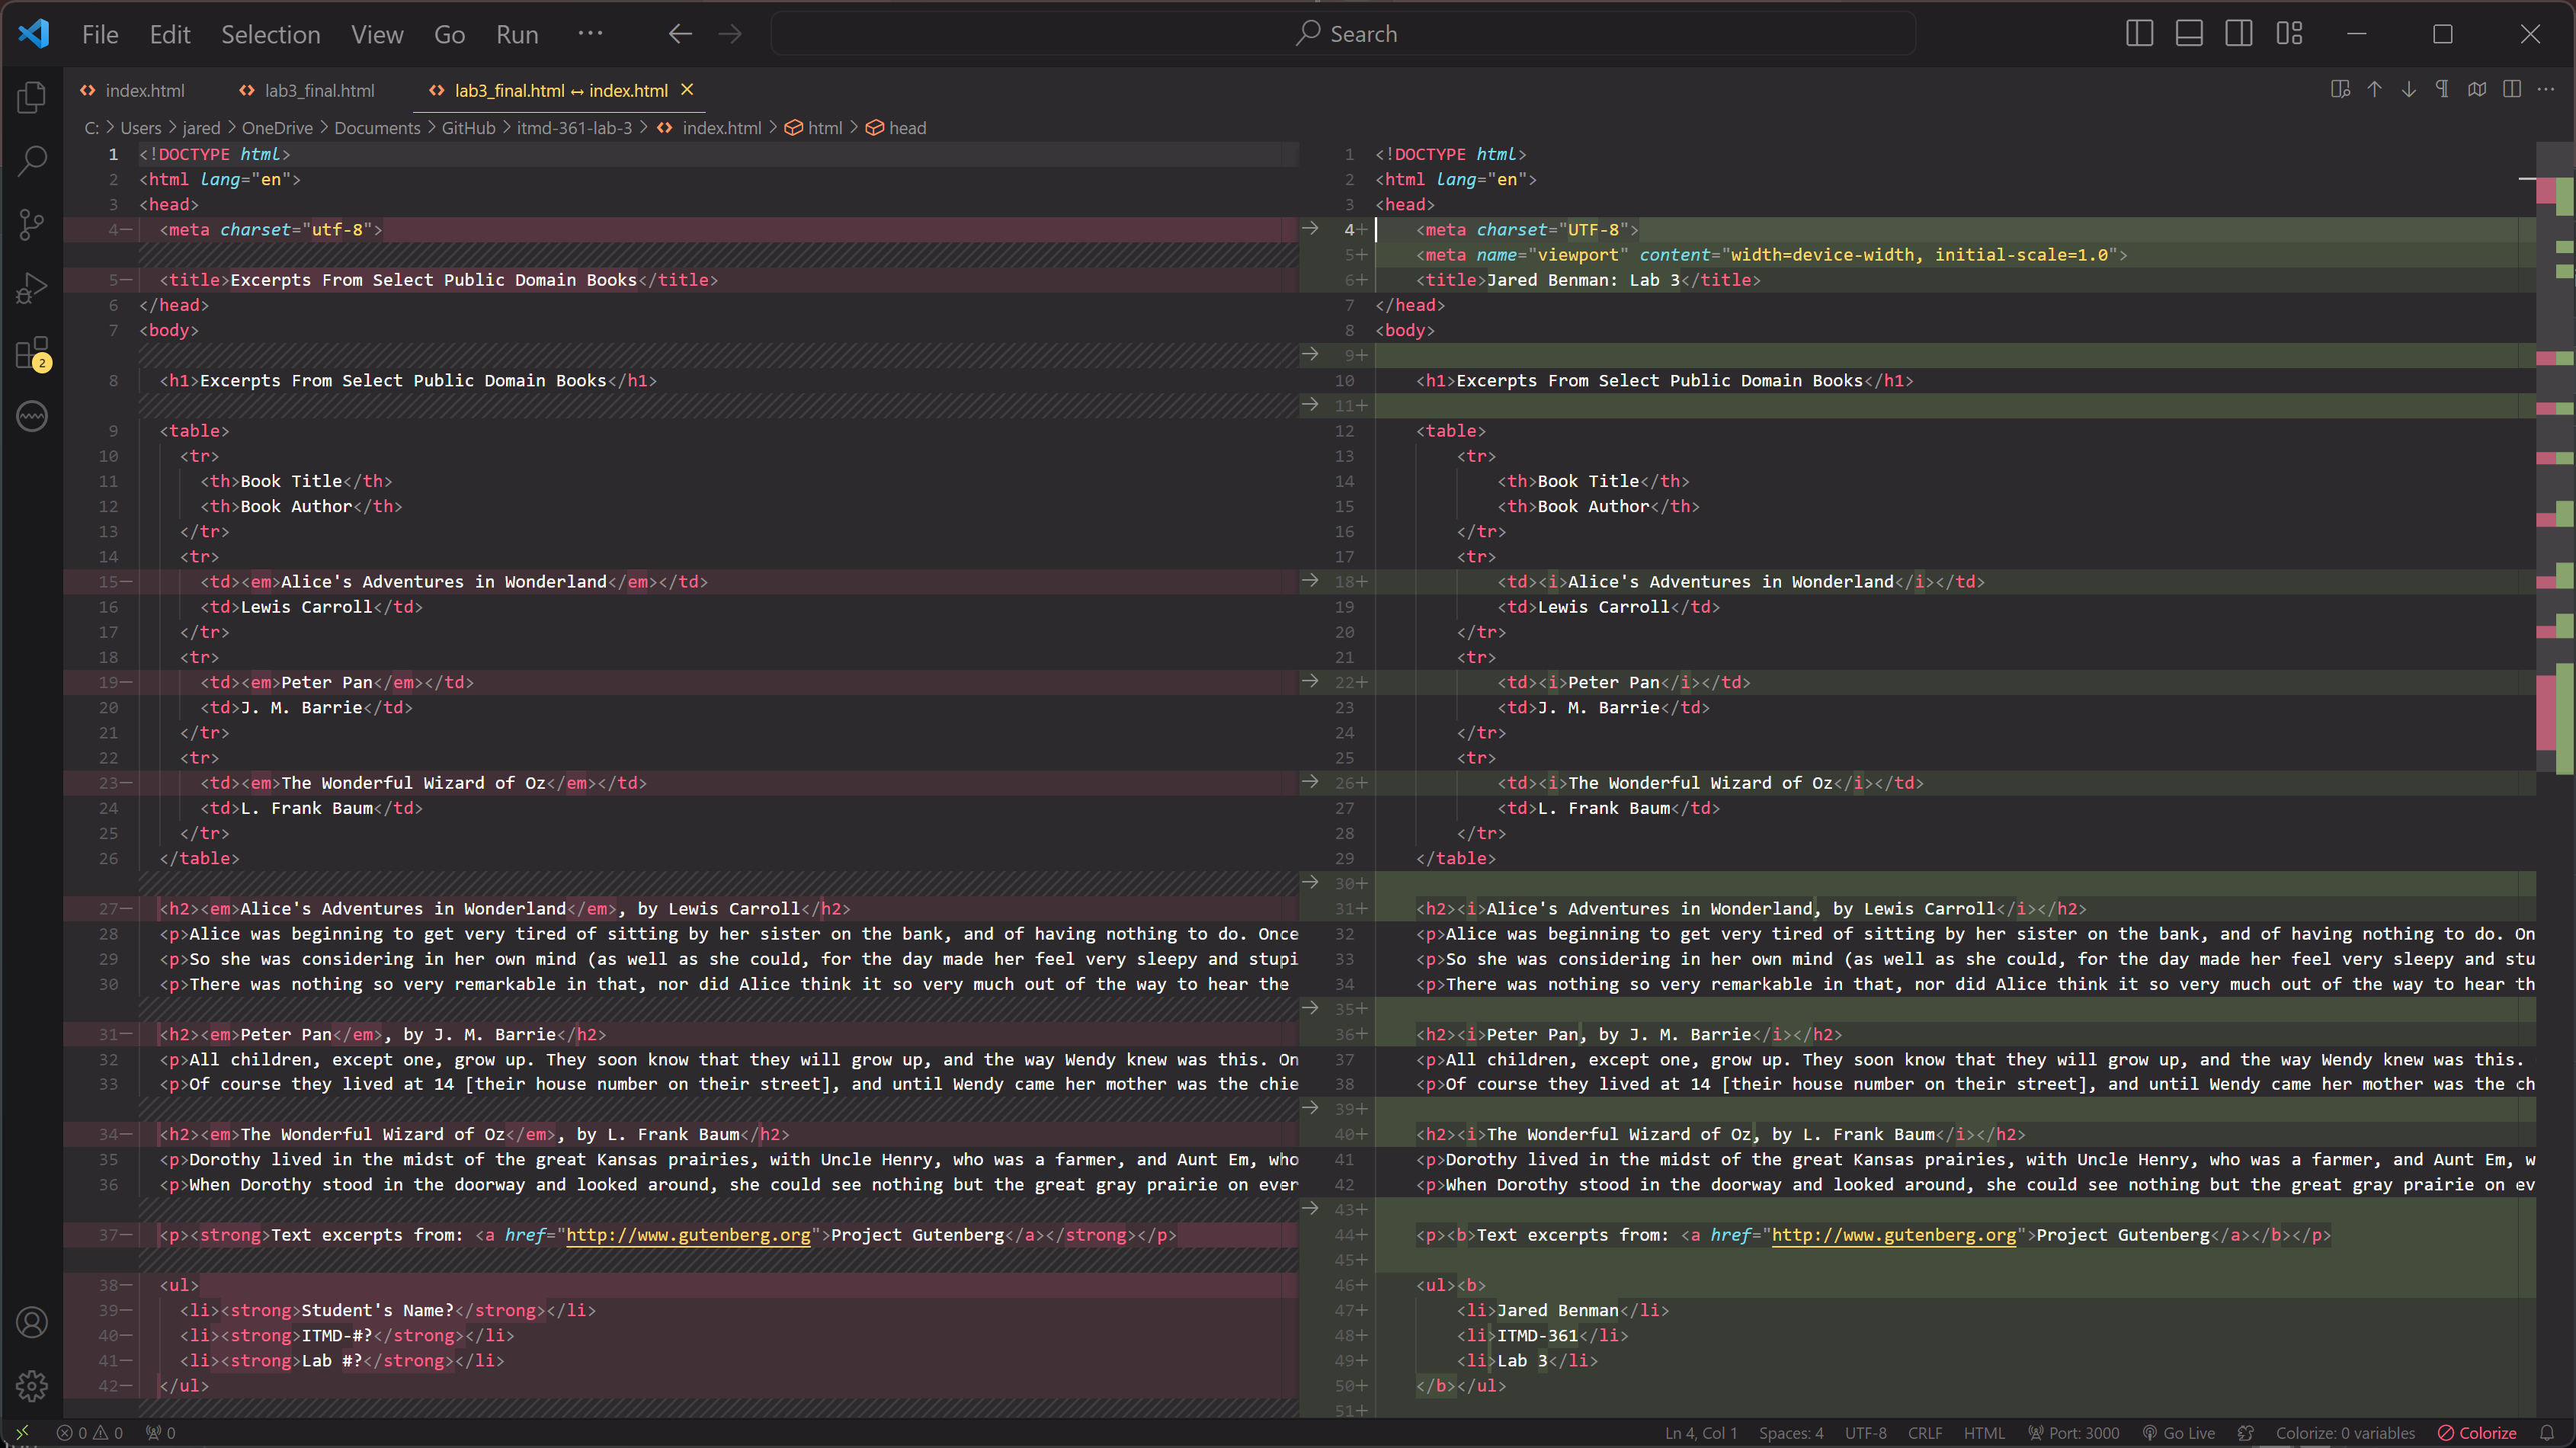 File Edit Selection View Go Run ··· Search
index.html lab3_final.html lab3_final.html ↔ index.html
C: > Users > jared > OneDrive > Documents > GitHub > itmd-361-lab-3 > index.html > html > head
1 <!DOCTYPE html>
2 <html lang="en">
3 <head>
4 <meta charset="utf-8">
5 <title>Excerpts From Select Public Domain Books</title>
6 </head>
7 <body>
8 <h1>Excerpts From Select Public Domain Books</h1>
9 <table>
10 <tr>
11 <th>Book Title</th>
12 <th>Book Author</th>
13 </tr>
14 <tr>
15 <td><em>Alice's Adventures in Wonderland</em></td>
16 <td>Lewis Carroll</td>
17 </tr>
18 <tr>
19 <td><em>Peter Pan</em></td>
20 <td>J. M. Barrie</td>
21 </tr>
22 <tr>
23 <td><em>The Wonderful Wizard of Oz</em></td>
24 <td>L. Frank Baum</td>
25 </tr>
26 </table>
27 <h2><em>Alice's Adventures in Wonderland</em>, by Lewis Carroll</h2>
28 <p>Alice was beginning to get very tired of sitting by her sister on the bank, and of having nothing to do. Once
29 <p>So she was considering in her own mind (as well as she could, for the day made her feel very sleepy and stupi
30 <p>There was nothing so very remarkable in that, nor did Alice think it so very much out of the way to hear the
31 <h2><em>Peter Pan</em>, by J. M. Barrie</h2>
32 <p>All children, except one, grow up. They soon know that they will grow up, and the way Wendy knew was this. On
33 <p>Of course they lived at 14 [their house number on their street], and until Wendy came her mother was the chie
34 <h2><em>The Wonderful Wizard of Oz</em>, by L. Frank Baum</h2>
35 <p>Dorothy lived in the midst of the great Kansas prairies, with Uncle Henry, who was a farmer, and Aunt Em, who
36 <p>When Dorothy stood in the doorway and looked around, she could see nothing but the great gray prairie on ever
37 <p><strong>Text excerpts from: <a href="http://www.gutenberg.org">Project Gutenberg</a></strong></p>
38 <ul>
39 <li><strong>Student's Name?</strong></li>
40 <li><strong>ITMD-#?</strong></li>
41 <li><strong>Lab #?</strong></li>
42 </ul>
1 <!DOCTYPE html>
2 <html lang="en">
3 <head>
4+ <meta charset="UTF-8">
5+ <meta name="viewport" content="width=device-width, initial-scale=1.0">
6+ <title>Jared Benman: Lab 3</title>
7 </head>
8 <body>
9+
10 <h1>Excerpts From Select Public Domain Books</h1>
11+
12 <table>
13 <tr>
14 <th>Book Title</th>
15 <th>Book Author</th>
16 </tr>
17 <tr>
18+ <td><i>Alice's Adventures in Wonderland</i></td>
19 <td>Lewis Carroll</td>
20 </tr>
21 <tr>
22+ <td><i>Peter Pan</i></td>
23 <td>J. M. Barrie</td>
24 </tr>
25 <tr>
26+ <td><i>The Wonderful Wizard of Oz</i></td>
27 <td>L. Frank Baum</td>
28 </tr>
29 </table>
30+
31+ <h2><i>Alice's Adventures in Wonderland, by Lewis Carroll</i></h2>
32 <p>Alice was beginning to get very tired of sitting by her sister on the bank, and of having nothing to do. On
33 <p>So she was considering in her own mind (as well as she could, for the day made her feel very sleepy and stu
34 <p>There was nothing so very remarkable in that, nor did Alice think it so very much out of the way to hear th
35+
36+ <h2><i>Peter Pan, by J. M. Barrie</i></h2>
37 <p>All children, except one, grow up. They soon know that they will grow up, and the way Wendy knew was this.
38 <p>Of course they lived at 14 [their house number on their street], and until Wendy came her mother was the ch
39+
40+ <h2><i>The Wonderful Wizard of Oz, by L. Frank Baum</i></h2>
41 <p>Dorothy lived in the midst of the great Kansas prairies, with Uncle Henry, who was a farmer, and Aunt Em, w
42 <p>When Dorothy stood in the doorway and looked around, she could see nothing but the great gray prairie on ev
43+
44+ <p><b>Text excerpts from: <a href="http://www.gutenberg.org">Project Gutenberg</a></b></p>
45+
46+ <ul><b>
47+ <li>Jared Benman</li>
48+ <li>ITMD-361</li>
49+ <li>Lab 3</li>
50+ </b></ul>
51+
2
0 0 0 Ln 4, Col 1 Spaces: 4 UTF-8 CRLF HTML Port: 3000 Go Live Colorize: 0 variables Colorize